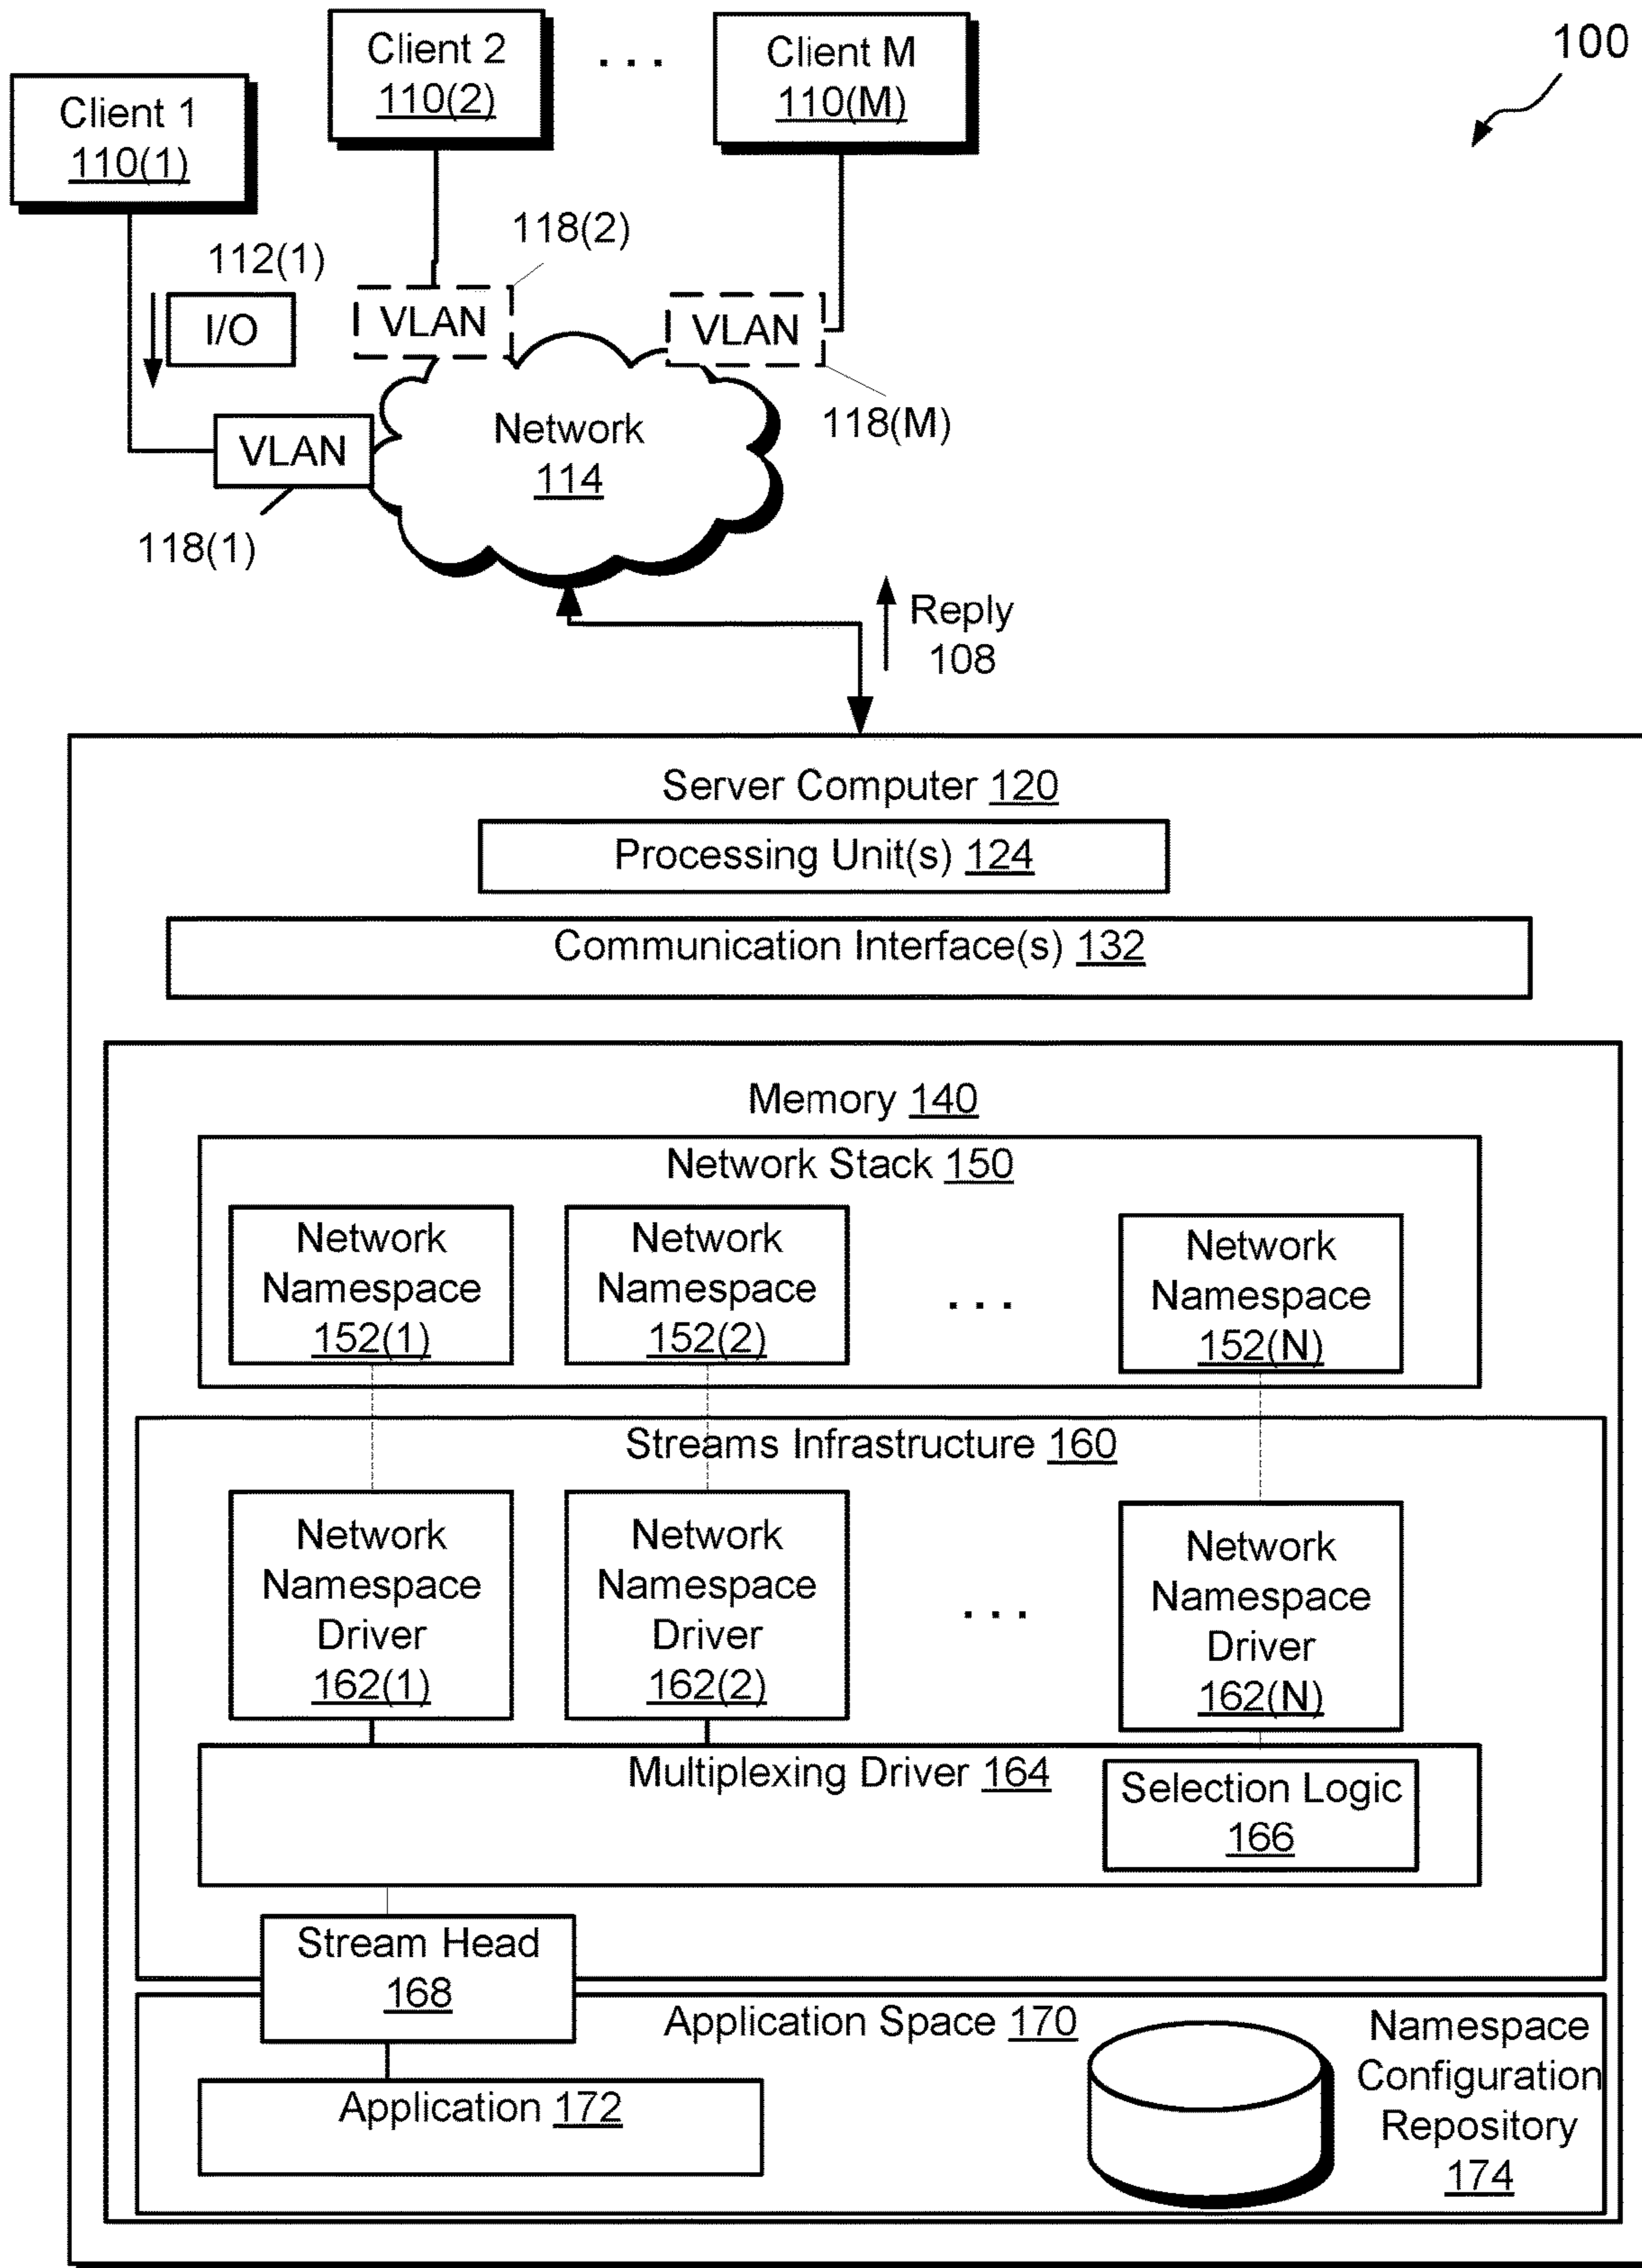 100
Client 1
110(1)
Client 2
110(2)
...
Client M
110(M)
112(1)
I/O
118(2)
VLAN
VLAN
118(M)
VLAN
118(1)
Network
114
Reply
108
Server Computer 120
Processing Unit(s) 124
Communication Interface(s) 132
Memory 140
Network Stack 150
Network
Namespace
152(1)
Network
Namespace
152(2)
...
Network
Namespace
152(N)
Streams Infrastructure 160
Network
Namespace
Driver
162(1)
Network
Namespace
Driver
162(2)
...
Network
Namespace
Driver
162(N)
Multiplexing Driver 164
Selection Logic
166
Stream Head
168
Application Space 170
Application 172
Namespace
Configuration
Repository
174